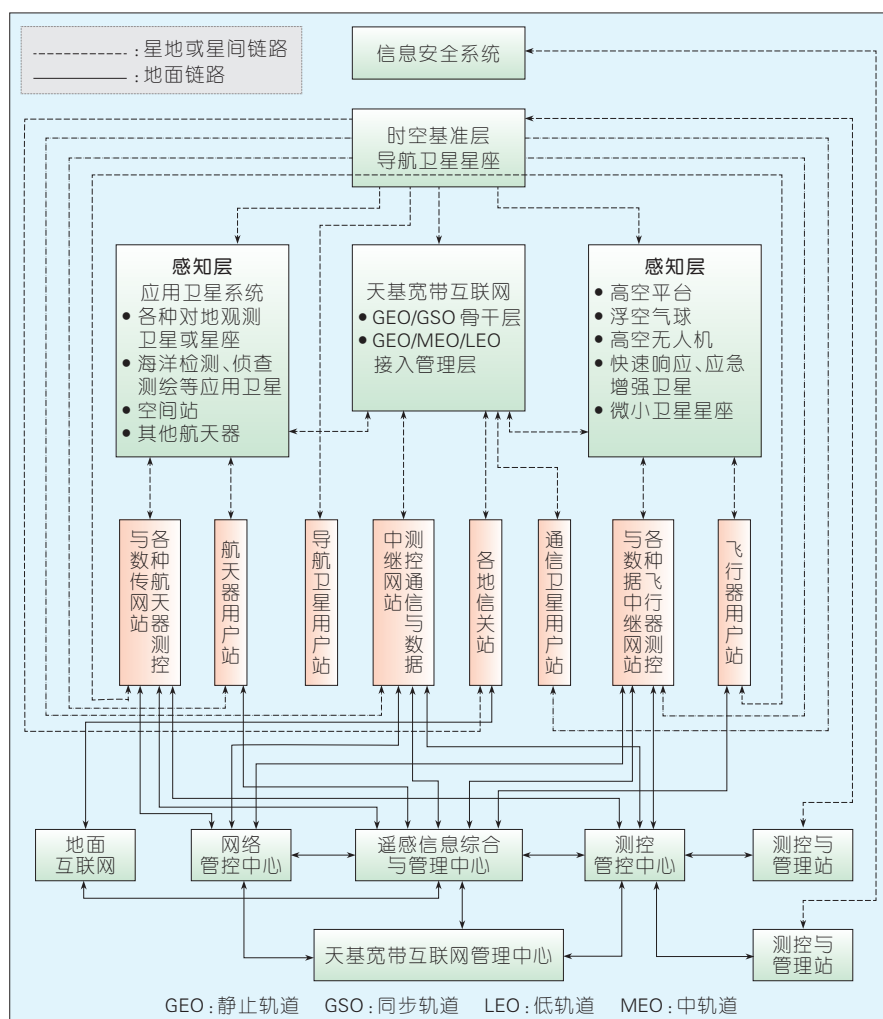 ----------:星地或星间链路
————:地面链路
信息安全系统
时空基准层
导航卫星星座
感知层
应用卫星系统
• 各种对地观测
卫星或星座
• 海洋检测、侦查
测绘等应用卫星
• 空间站
• 其他航天器
天基宽带互联网
• GEO/GSO 骨干层
• GEO/MEO/LEO
接入管理层
感知层
• 高空平台
• 浮空气球
• 高空无人机
• 快速响应、应急
增强卫星
• 微小卫星星座
各种航天器测控
与数传网站
航天器用户站
导航卫星用户站
测控通信与数据
中继网站
各地信关站
通信卫星用户站
各种飞行器测控
与数据中继网站
飞行器用户站
地面
互联网
网络
管控中心
遥感信息综合
与管理中心
测控
管控中心
测控与
管理站
天基宽带互联网管理中心
测控与
管理站
GEO:静止轨道 GSO:同步轨道 LEO:低轨道 MEO:中轨道